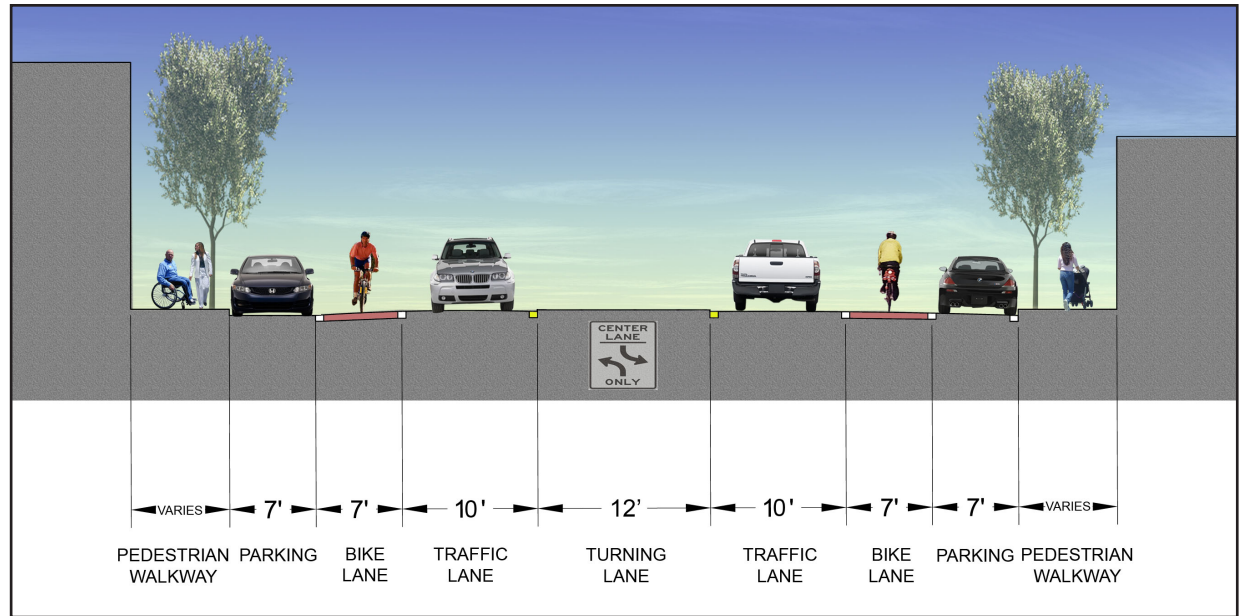 CENTER
LANE
ONLY
VARIES 7' 7' 10' 12’ 10' 7' 7' VARIES
PEDESTRIAN WALKWAY
PARKING
BIKE LANE
TRAFFIC LANE
TURNING LANE
TRAFFIC LANE
BIKE LANE
PARKING
PEDESTRIAN WALKWAY